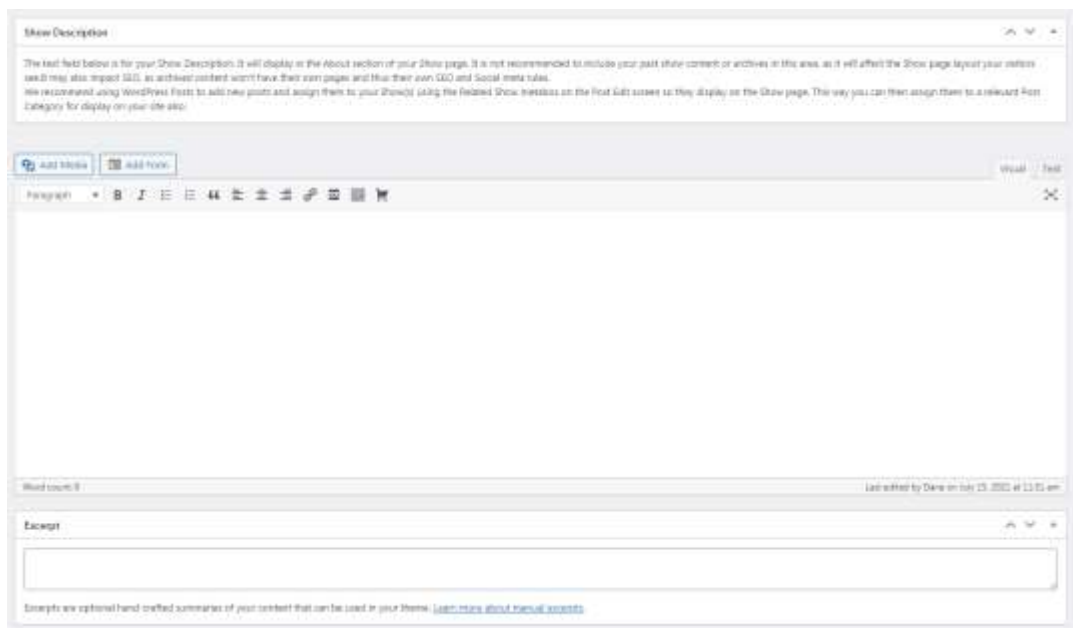 Show Description
The text field below is for your Show Description. It will display in the About section of your Show page. It is not recommended to include your past show content or archives in this area, as it will affect the Show page layout your visitors
see. It may also impact SEO, as archived content won't have their own pages and thus their own SEO and Social meta rules.
We recommend using WordPress Posts to add new posts and assign them to your Show(s) using the Related Show metabox on the Post Edit screen so they display on the Show page. This way you can then assign them to a relevant Post
Category for display on your site also.
Add Media Add Form
Visual Text
Paragraph
Word count: 0
Last edited by Dane on July 15, 2021 at 11:01 am
Excerpt
Excerpts are optional hand-crafted summaries of your content that can be used in your theme. Learn more about manual excerpts.